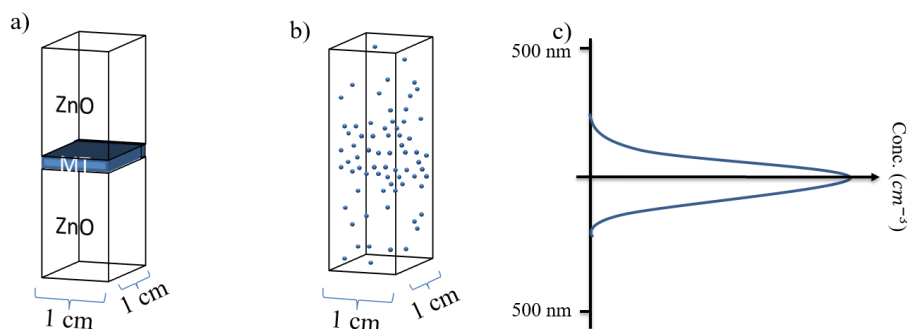 a)
ZnO
MT
ZnO
1 cm
1 cm
b)
1 cm
1 cm
c)
500 nm
Conc. (cm⁻³)
500 nm